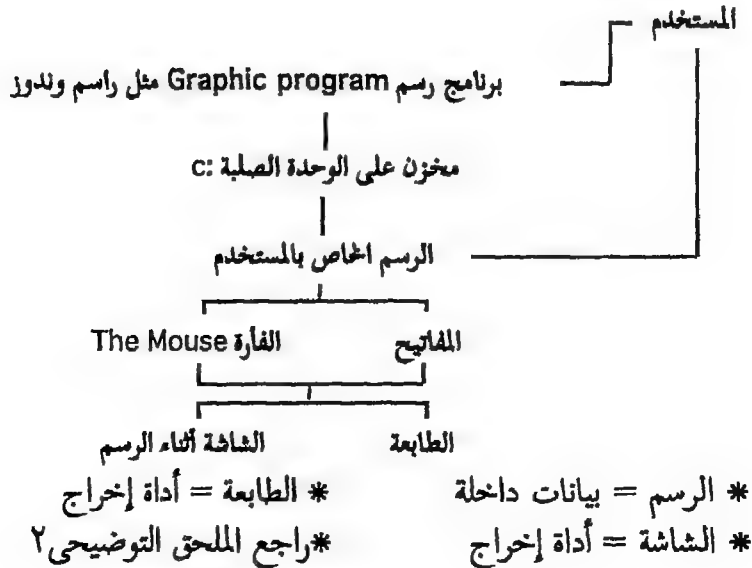 المستخدم
برنامج رسم Graphic program مثل راسم وندوز
مخزن على الوحدة الصلبة c:
الرسم الخاص بالمستخدم
المفاتيح الفأرة The Mouse
الطابعة الشاشة أثناء الرسم
* الرسم = بيانات داخلة * الطابعة = أداة إخراج
* الشاشة = أداة إخراج *راجع الملحق التوضيحى٢